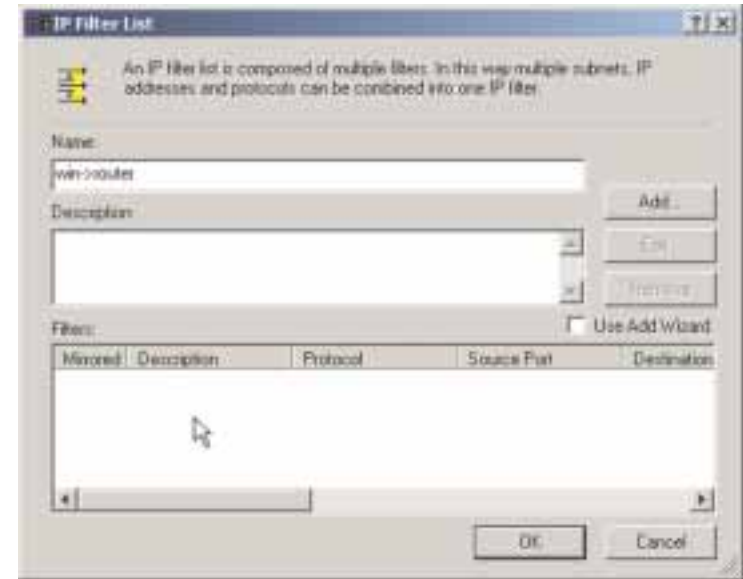 IP Filter List
An IP filter list is composed of multiple filters. In this way multiple subnets, IP
addresses and protocols can be combined into one IP filter.
Name:
win->router
Add...
Description:
Edit...
Remove
Filters:
Use Add Wizard
Mirrored Description Protocol Source Port Destination
OK
Cancel